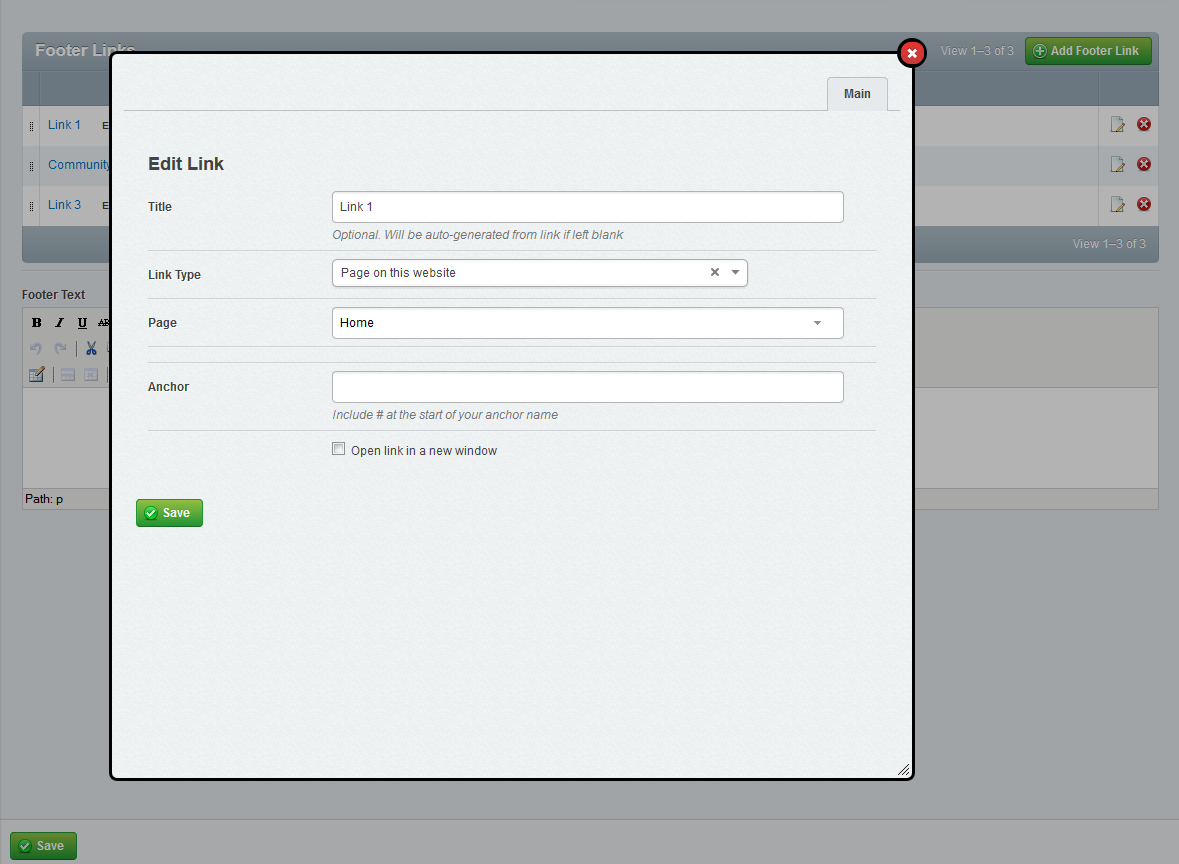 Footer Links
View 1–3 of 3
Add Footer Link
Main
Link 1
Community
Link 3
View 1–3 of 3
Edit Link
Title
Link 1
Optional. Will be auto-generated from link if left blank
Link Type
Page on this website
Page
Home
Anchor
Include # at the start of your anchor name
Open link in a new window
Save
Footer Text
B I U
Path: p
Save